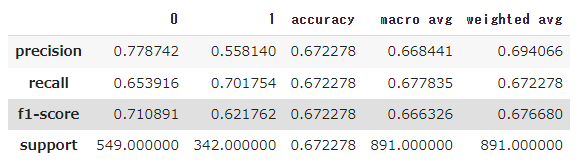 0 1 accuracy macro avg weighted avg
precision 0.778742 0.558140 0.672278 0.668441 0.694066
recall 0.653916 0.701754 0.672278 0.677835 0.672278
f1-score 0.710891 0.621762 0.672278 0.666326 0.676680
support 549.000000 342.000000 0.672278 891.000000 891.000000